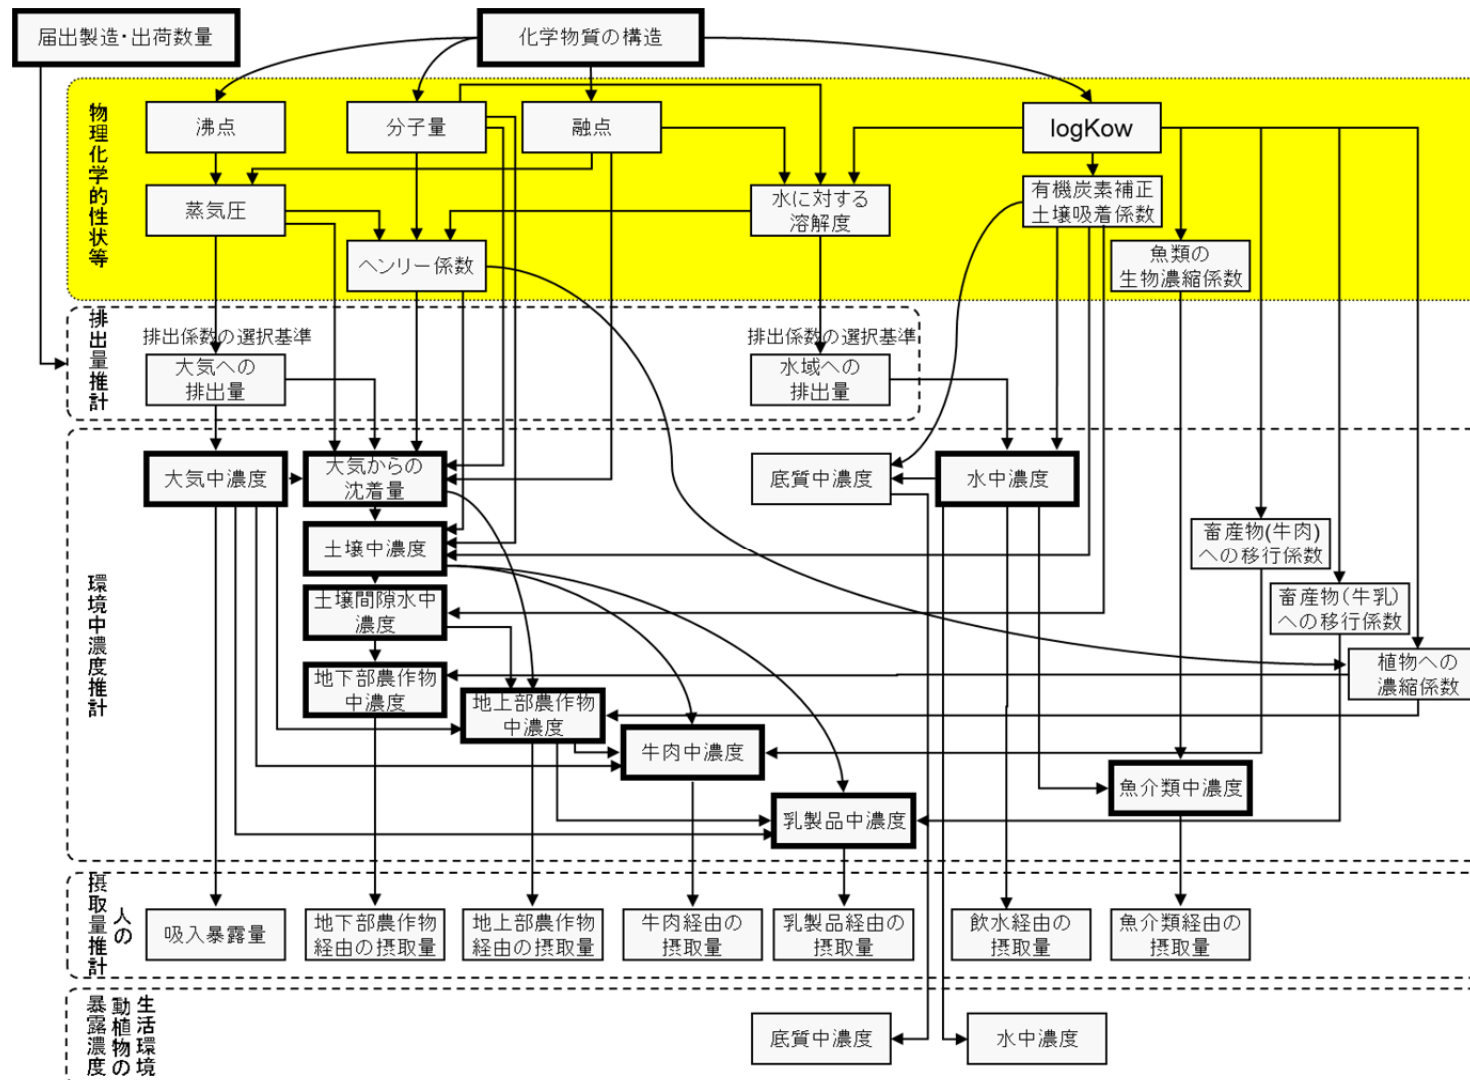 届出製造・出荷数量
化学物質の構造
物理化学的性状等
沸点
分子量
融点
logKow
蒸気圧
水に対する
溶解度
有機炭素補正
土壌吸着係数
ヘンリー係数
魚類の
生物濃縮係数
排出量推計
排出係数の選択基準
大気への
排出量
排出係数の選択基準
水域への
排出量
環境中濃度推計
大気中濃度
大気からの
沈着量
底質中濃度
水中濃度
土壌中濃度
畜産物(牛肉)
への移行係数
土壌間隙水中
濃度
畜産物(牛乳)
への移行係数
地下部農作物
中濃度
植物への
濃縮係数
地上部農作物
中濃度
牛肉中濃度
魚介類中濃度
乳製品中濃度
人の
摂取量推計
吸入暴露量
地下部農作物
経由の摂取量
地上部農作物
経由の摂取量
牛肉経由の
摂取量
乳製品経由の
摂取量
飲水経由の
摂取量
魚介類経由の
摂取量
生活環境
動植物の
暴露濃度
底質中濃度
水中濃度